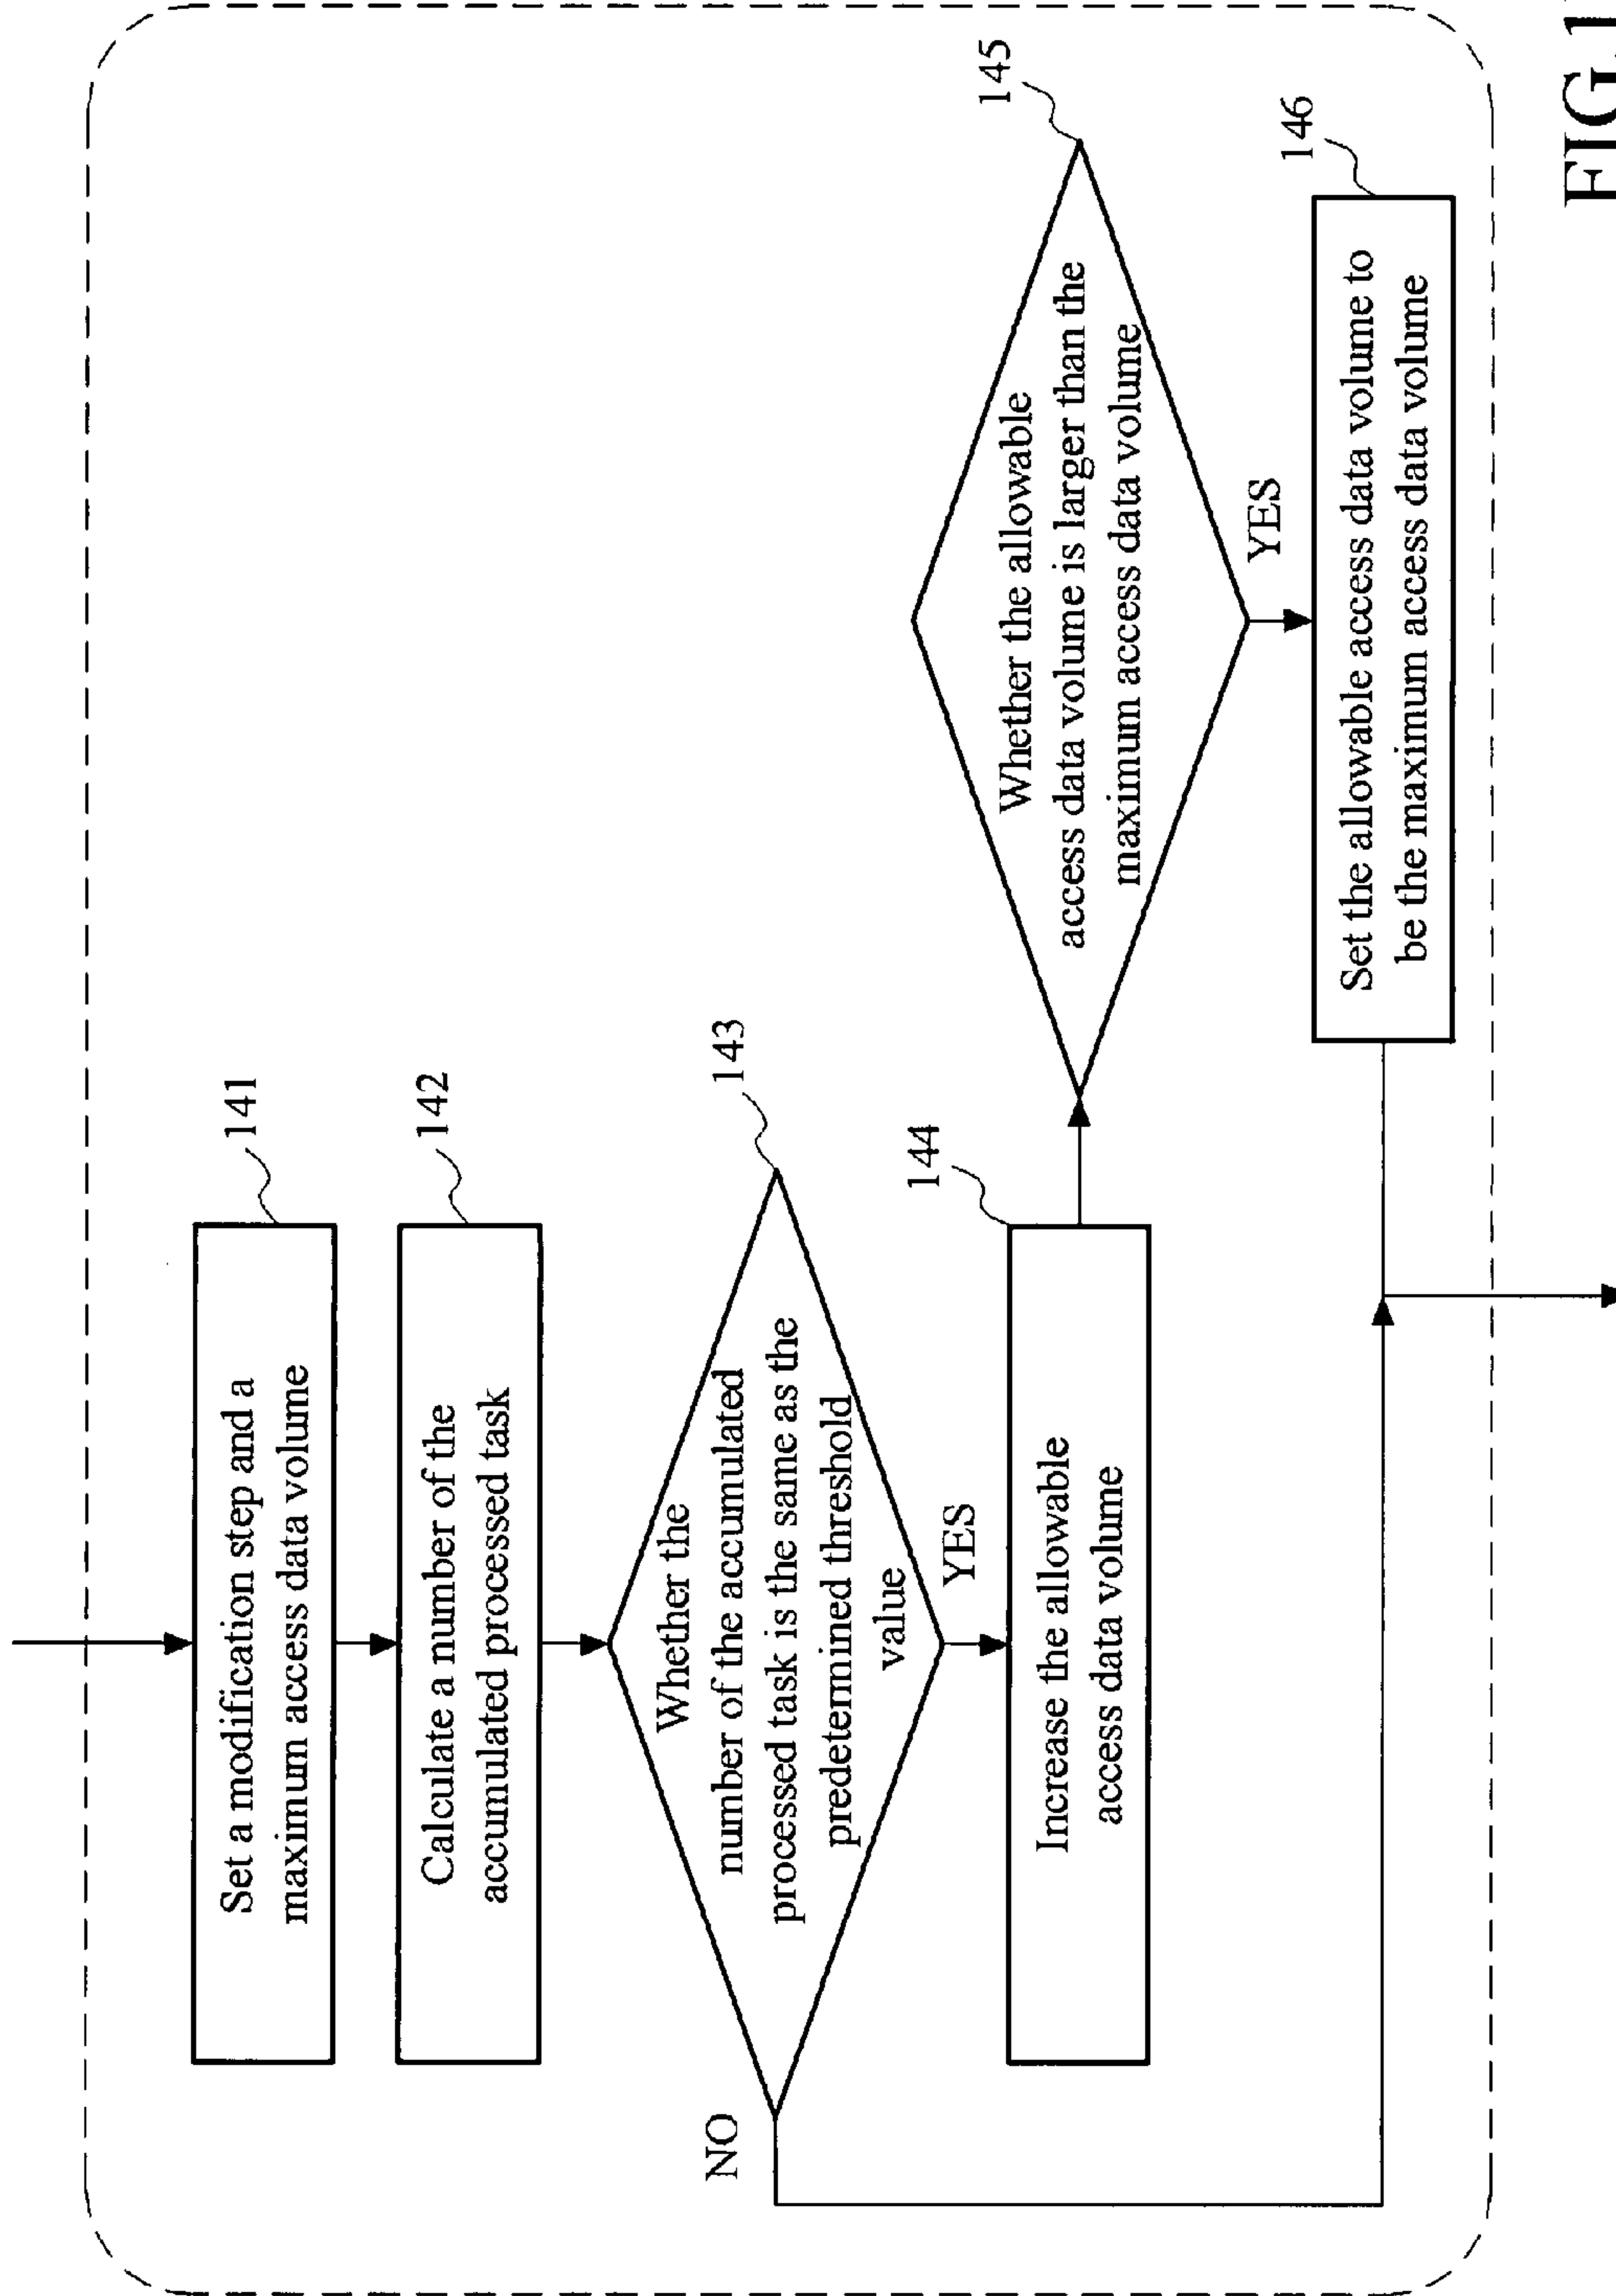 141
Set a modification step and a
maximum access data volume
142
Calculate a number of the
accumulated processed task
143
Whether the
number of the accumulated
processed task is the same as the
predetermined threshold
value
NO
YES
144
Increase the allowable
access data volume
145
Whether the allowable
access data volume is larger than the
maximum access data volume
YES
146
Set the allowable access data volume to
be the maximum access data volume